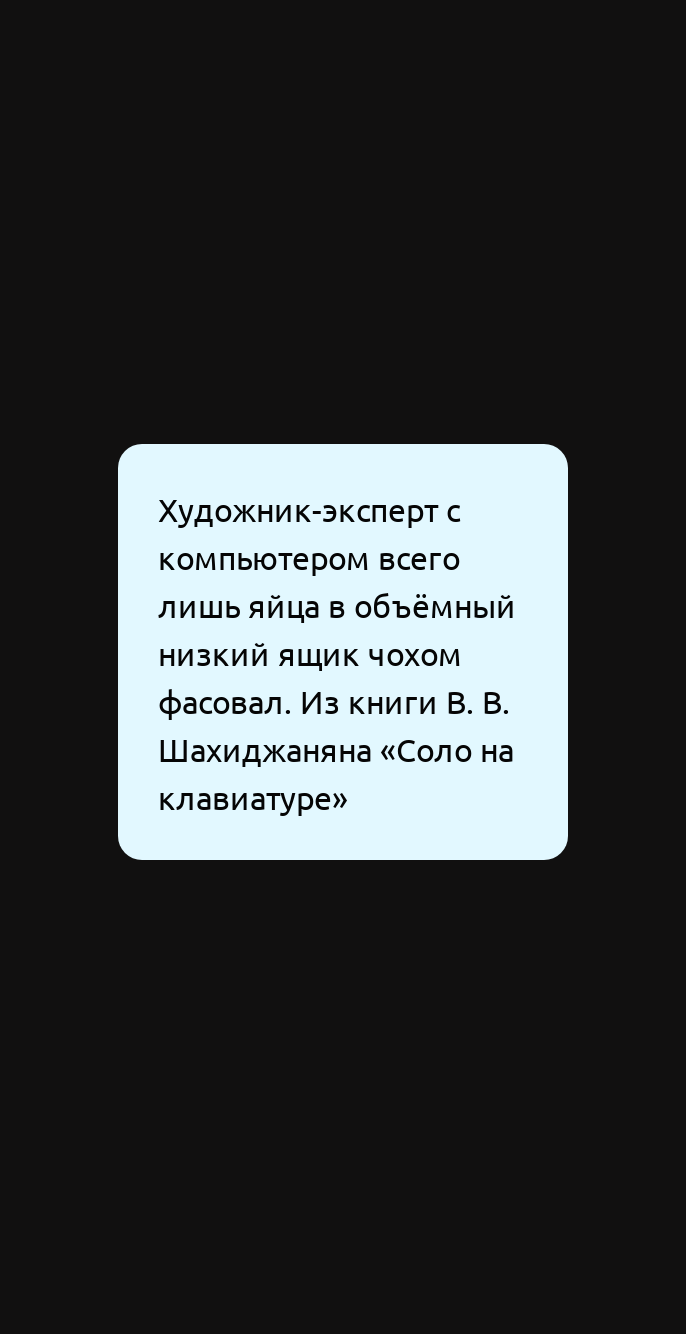 Художник-эксперт с
компьютером всего
лишь яйца в объёмный
низкий ящик чохом
фасовал. Из книги В. В.
Шахиджаняна «Соло на
клавиатуре»